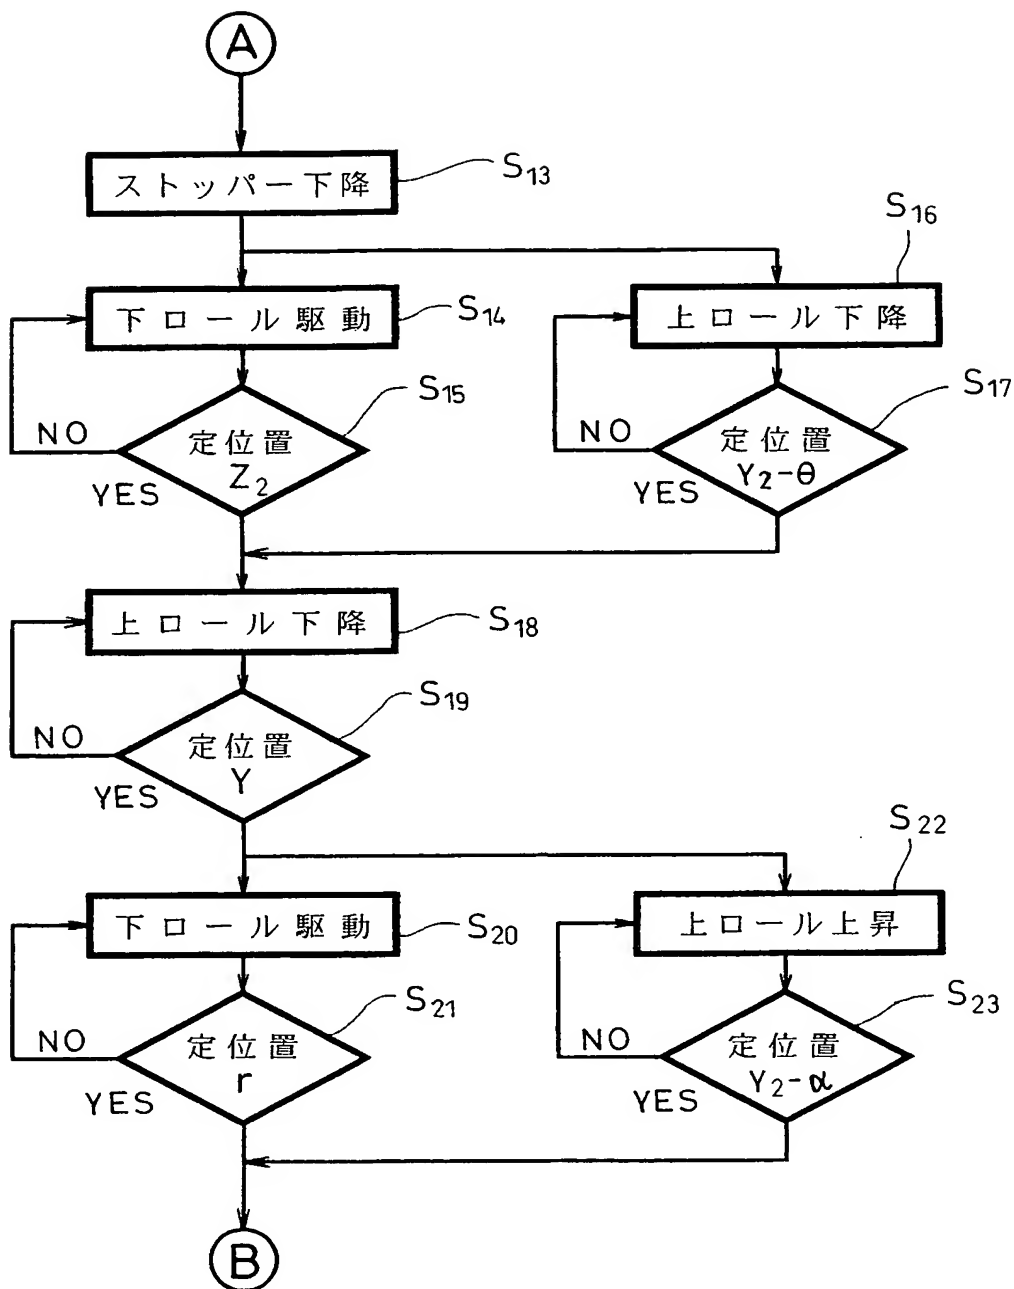 A
ストッパー下降
S13
S16
下ロール駆動
S14
上ロール下降
S15
S17
NO
定位置
Z2
YES
NO
定位置
Y2-θ
YES
上ロール下降
S18
S19
NO
定位置
Y
YES
S22
下ロール駆動
S20
上ロール上昇
S21
S23
NO
定位置
r
YES
NO
定位置
Y2-α
YES
B